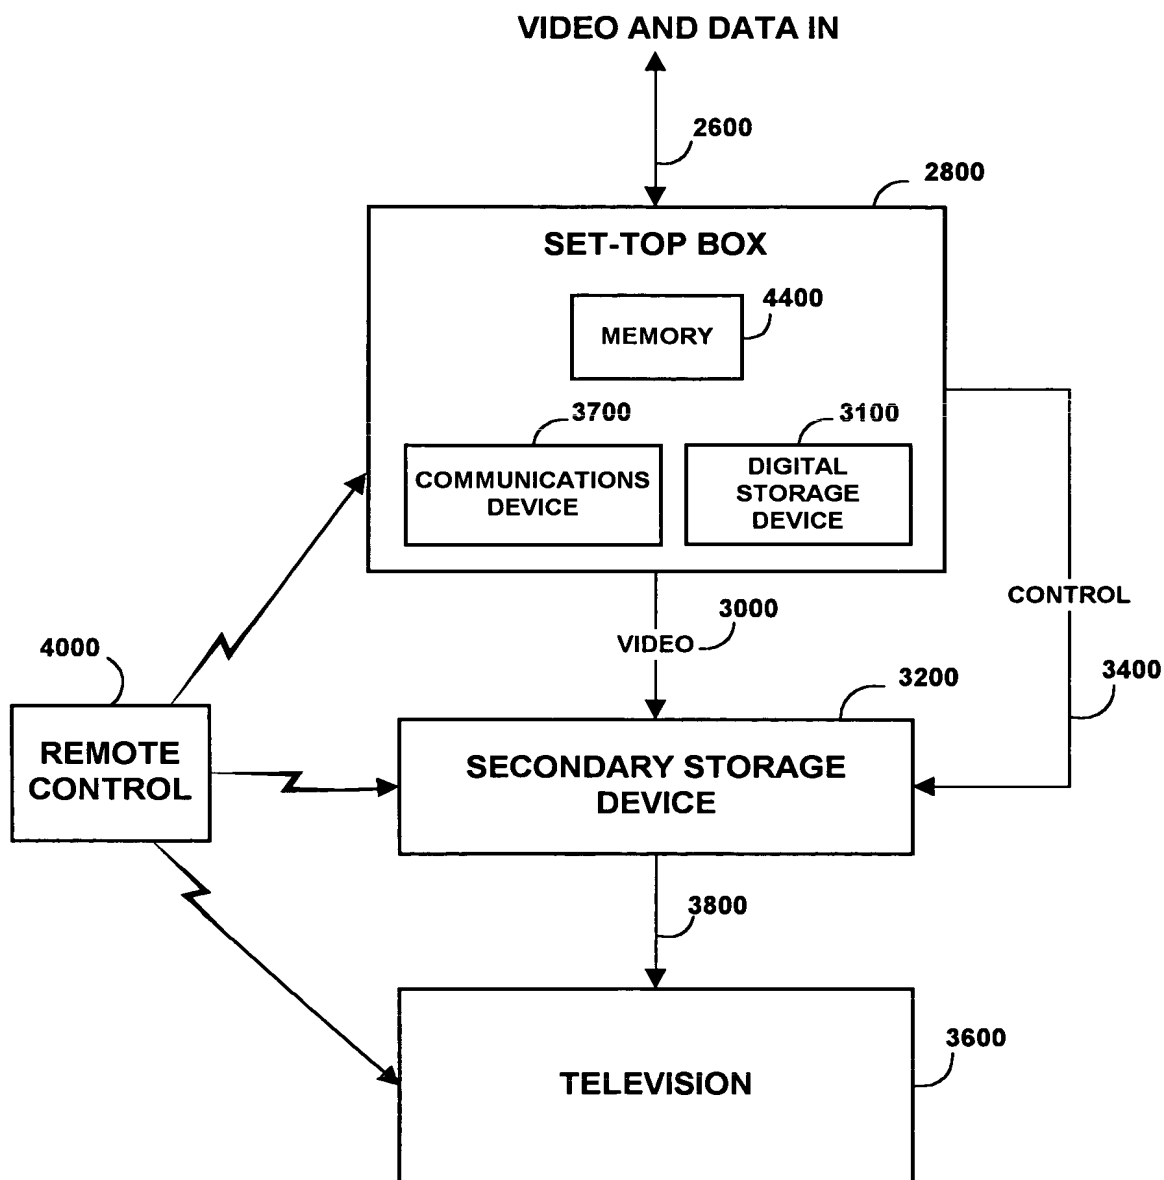 VIDEO AND DATA IN
2600
2800
SET-TOP BOX
4400
MEMORY
3700
3100
COMMUNICATIONS
DEVICE
DIGITAL
STORAGE
DEVICE
CONTROL
3000
VIDEO
4000
3400
3200
REMOTE
CONTROL
SECONDARY STORAGE
DEVICE
3800
3600
TELEVISION